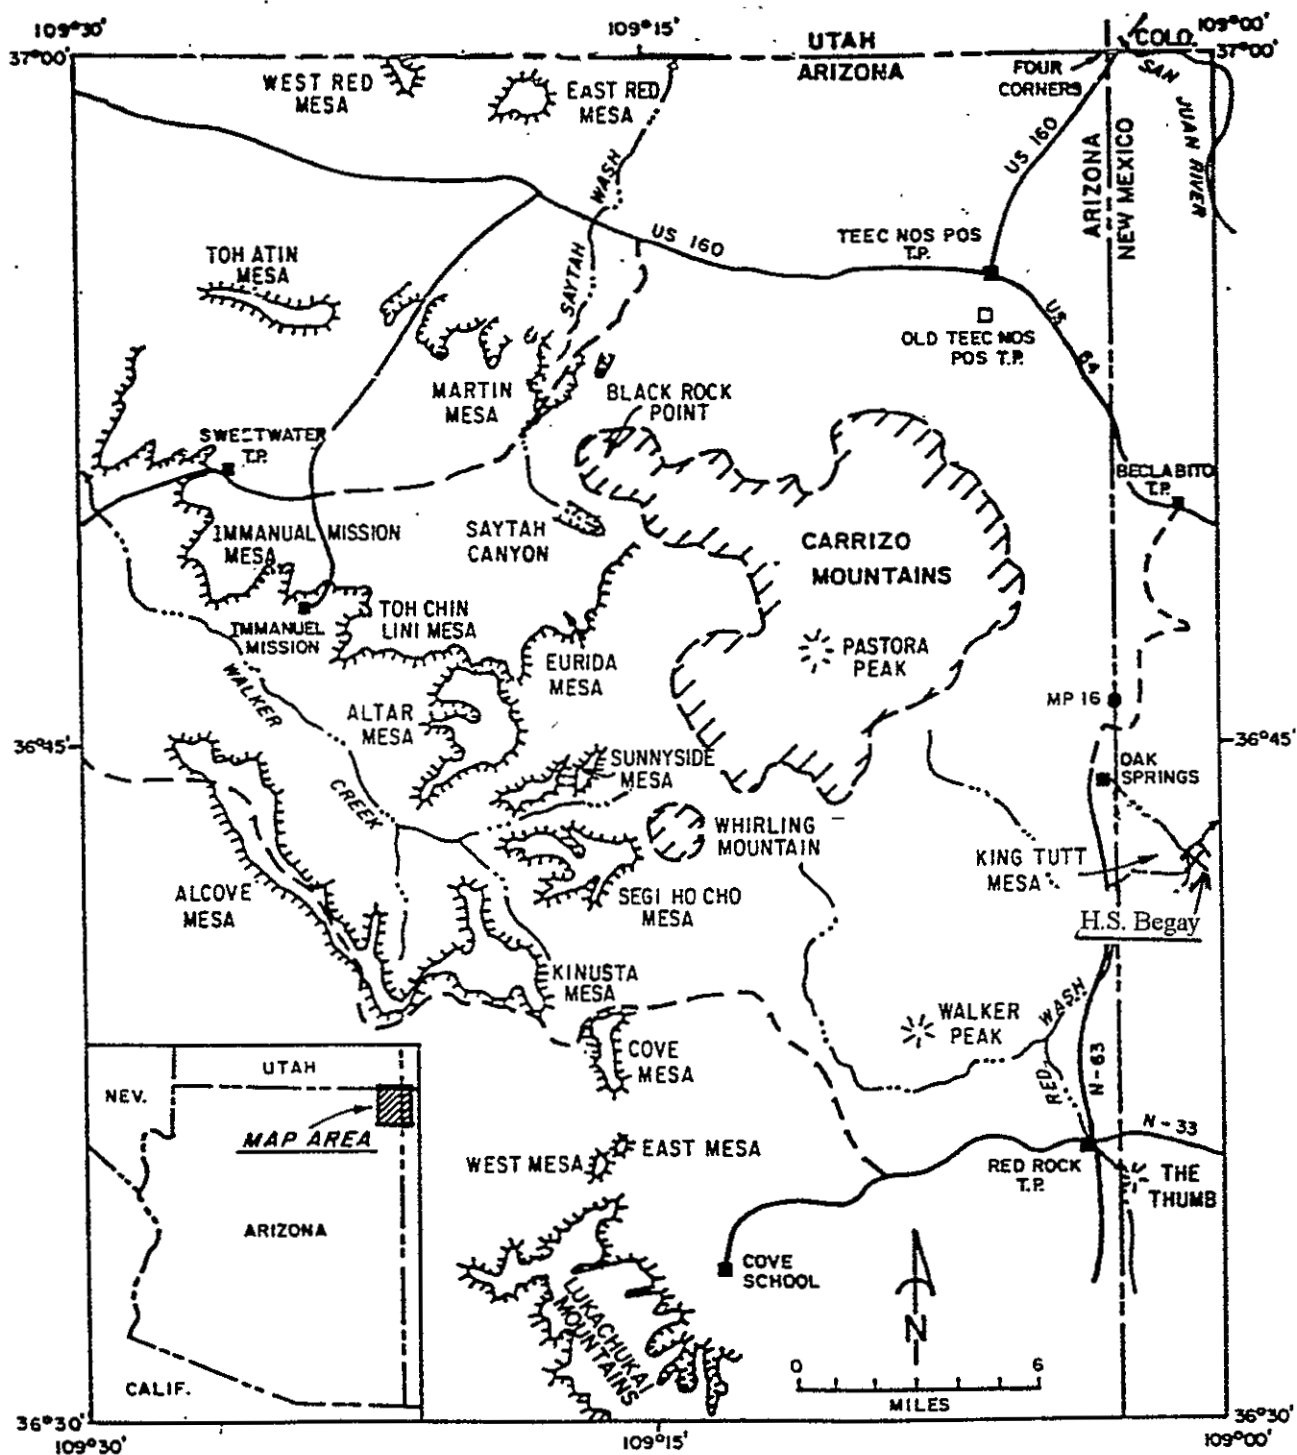 109°30'
109°15'
109°00'
37°00'
UTAH
ARIZONA
COLO.
37°00'
FOUR
CORNERS
SAN
JUAN RIVER
WEST RED
MESA
EAST RED
MESA
US 160
ARIZONA
NEW MEXICO
WASH
SAYTAH
US 160
TEEC NOS POS
T.P.
TOH ATIN
MESA
OLD TEEC NOS
POS T.P.
US
64
MARTIN
MESA
BLACK ROCK
POINT
SWEETWATER
T.P.
BECLABITO
T.P.
IMMANUAL MISSION
MESA
SAYTAH
CANYON
CARRIZO
MOUNTAINS
TOH CHIN
LINI MESA
IMMANUEL
MISSION
EURIDA
MESA
PASTORA
PEAK
WALKER
CREEK
MP 16
ALTAR
MESA
36°45'
36°45'
SUNNYSIDE
MESA
OAK
SPRINGS
WHIRLING
MOUNTAIN
KING TUTT
MESA
ALCOVE
MESA
SEGI HO CHO
MESA
H.S. Begay
KINUSTA
MESA
WALKER
PEAK
RED WASH
COVE
MESA
N-63
UTAH
NEV.
MAP AREA
ARIZONA
CALIF.
N-33
WEST MESA
EAST MESA
RED ROCK
T.P.
THE
THUMB
COVE
SCHOOL
LUKACHUKAI
MOUNTAINS
N
0 6
MILES
36°30'
36°30'
109°30'
109°15'
109°00'